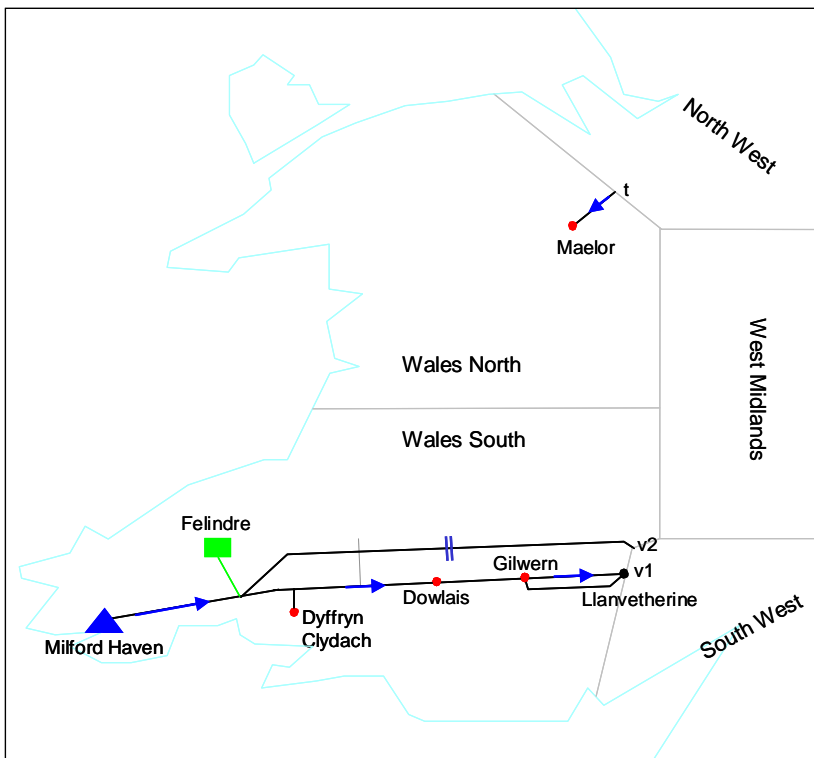 North West
t
Maelor
West Midlands
Wales North
Wales South
Felindre
v2
Gilwern
v1
Dowlais
Llanvetherine
Dyffryn
Clydach
Milford Haven
South West